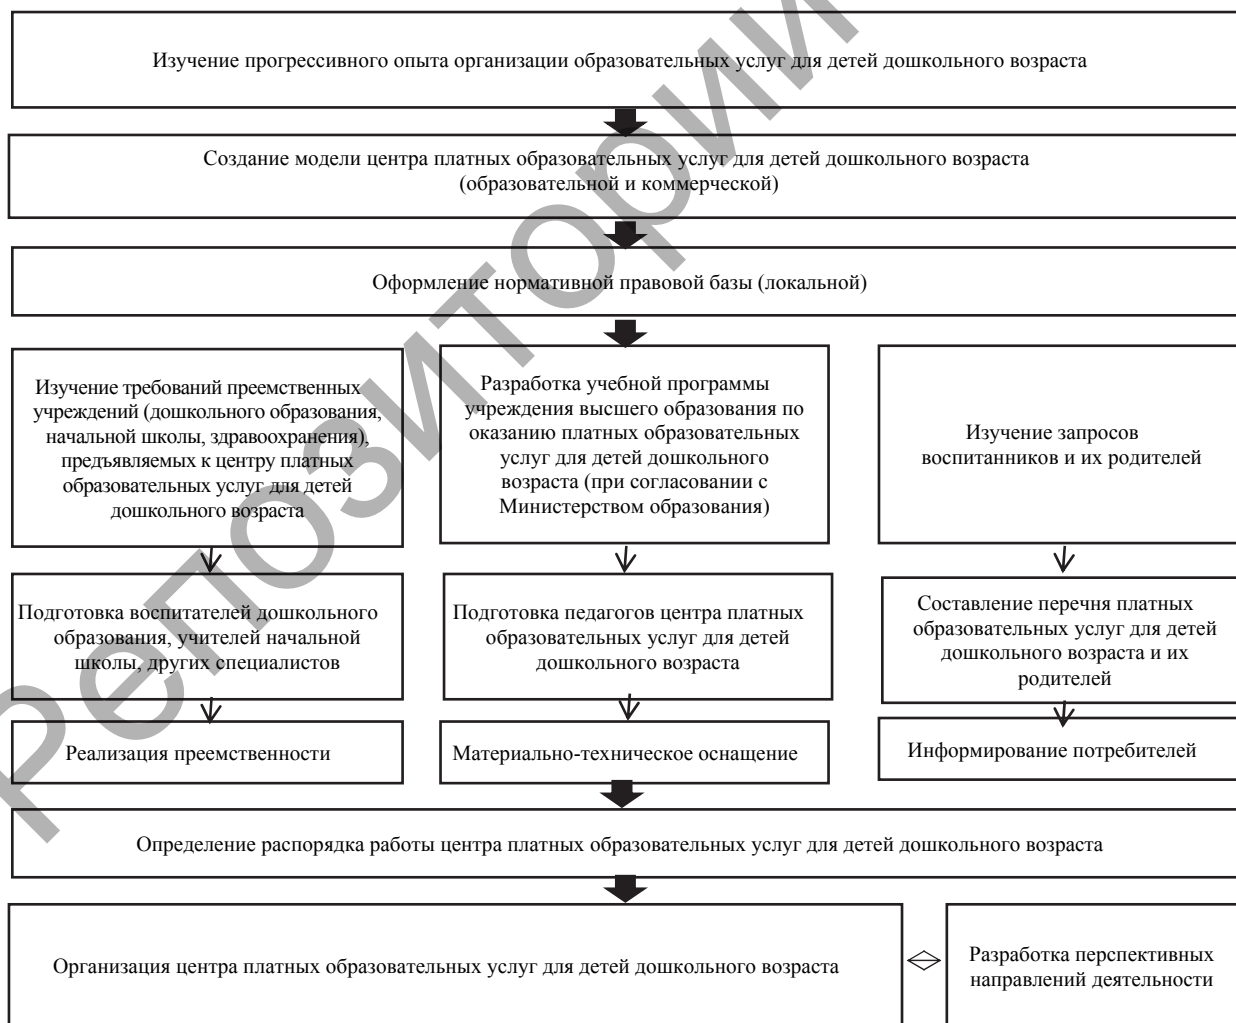 Изучение прогрессивного опыта организации образовательных услуг для детей дошкольного возраста
Создание модели центра платных образовательных услуг для детей дошкольного возраста
(образовательной и коммерческой)
Оформление нормативной правовой базы (локальной)
Изучение требований преемственных
учреждений (дошкольного образования,
начальной школы, здравоохранения),
предъявляемых к центру платных
образовательных услуг для детей
дошкольного возраста
Разработка учебной программы
учреждения высшего образования по
оказанию платных образовательных
услуг для детей дошкольного
возраста (при согласовании с
Министерством образования)
Изучение запросов
воспитанников и их родителей
Подготовка воспитателей дошкольного
образования, учителей начальной
школы, других специалистов
Подготовка педагогов центра платных
образовательных услуг для детей
дошкольного возраста
Составление перечня платных
образовательных услуг для детей
дошкольного возраста и их
родителей
Реализация преемственности
Материально-техническое оснащение
Информирование потребителей
Определение распорядка работы центра платных образовательных услуг для детей дошкольного возраста
Организация центра платных образовательных услуг для детей дошкольного возраста
Разработка перспективных
направлений деятельности
Репозитории